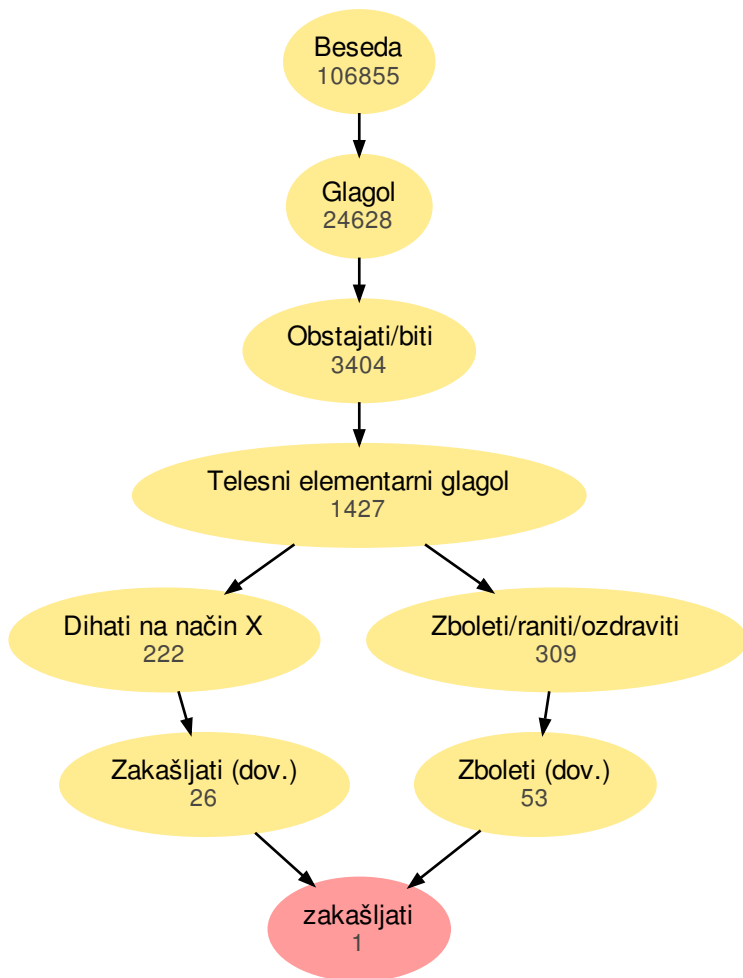 Beseda
106855
Glagol
24628
Obstajati/biti
3404
Telesni elementarni glagol
1427
Dihati na način X
222
Zboleti/raniti/ozdraviti
309
Zakašljati (dov.)
26
Zboleti (dov.)
53
zakašljati
1